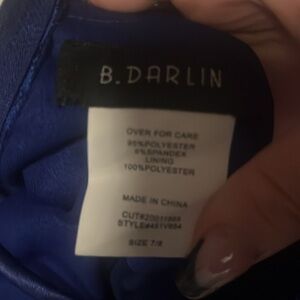 B.DARLIN
OVER FOR CARE
95%POLYESTER
5%SPANDEX
LINING
100%POLYESTER
MADE IN CHINA
SIZE 7/8